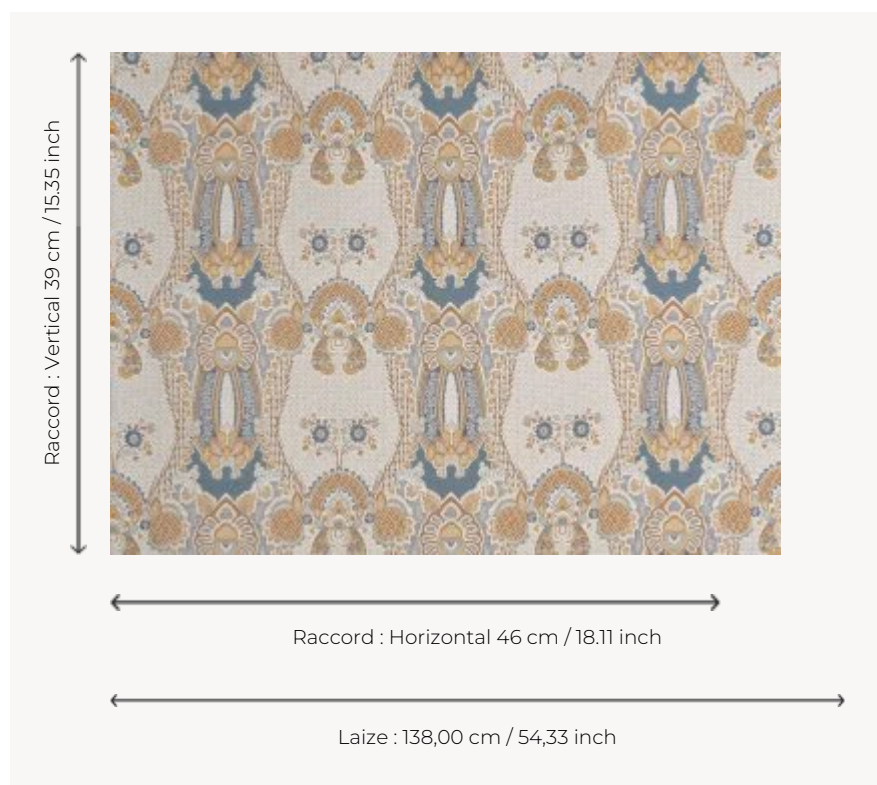 Raccord : Vertical 39 cm / 15.35 inch
Raccord : Horizontal 46 cm / 18.11 inch
Laize : 138,00 cm / 54,33 inch